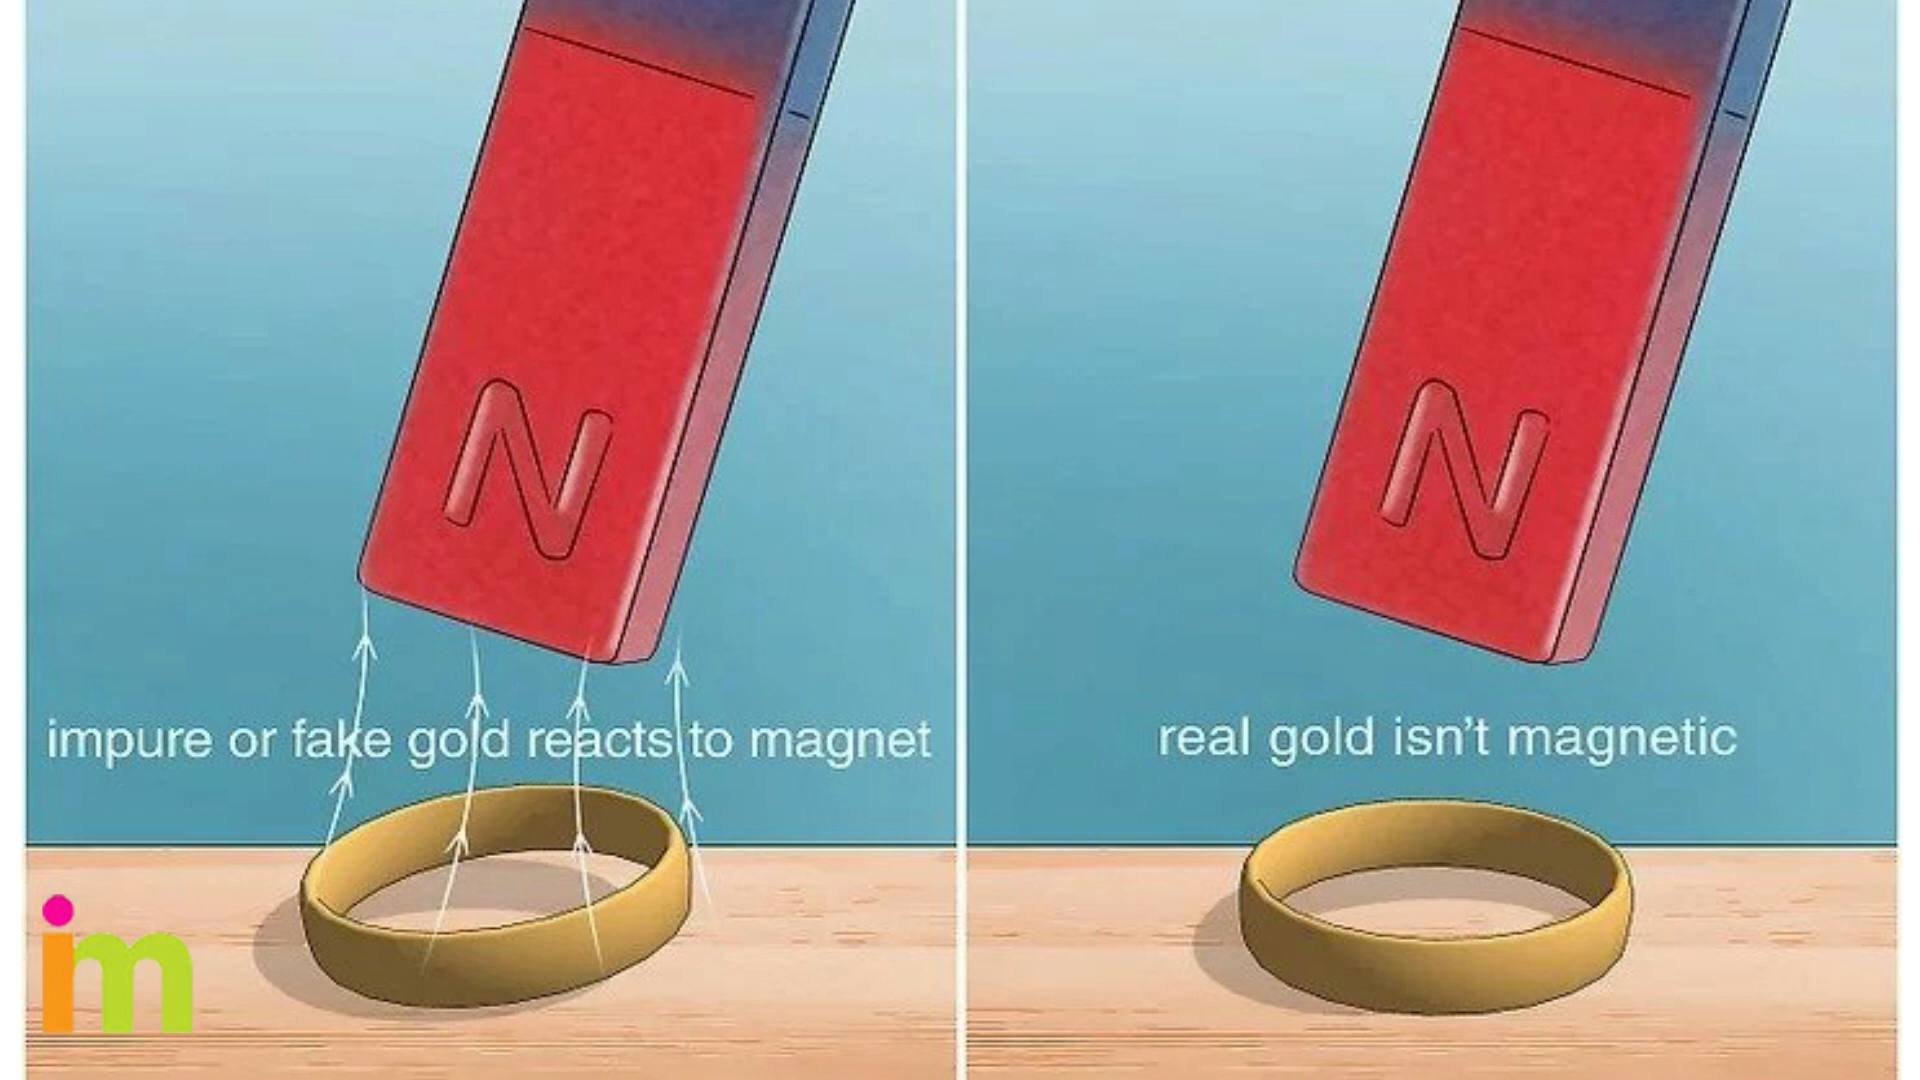 N
N
impure or fake gold reacts to magnet
real gold isn’t magnetic
im